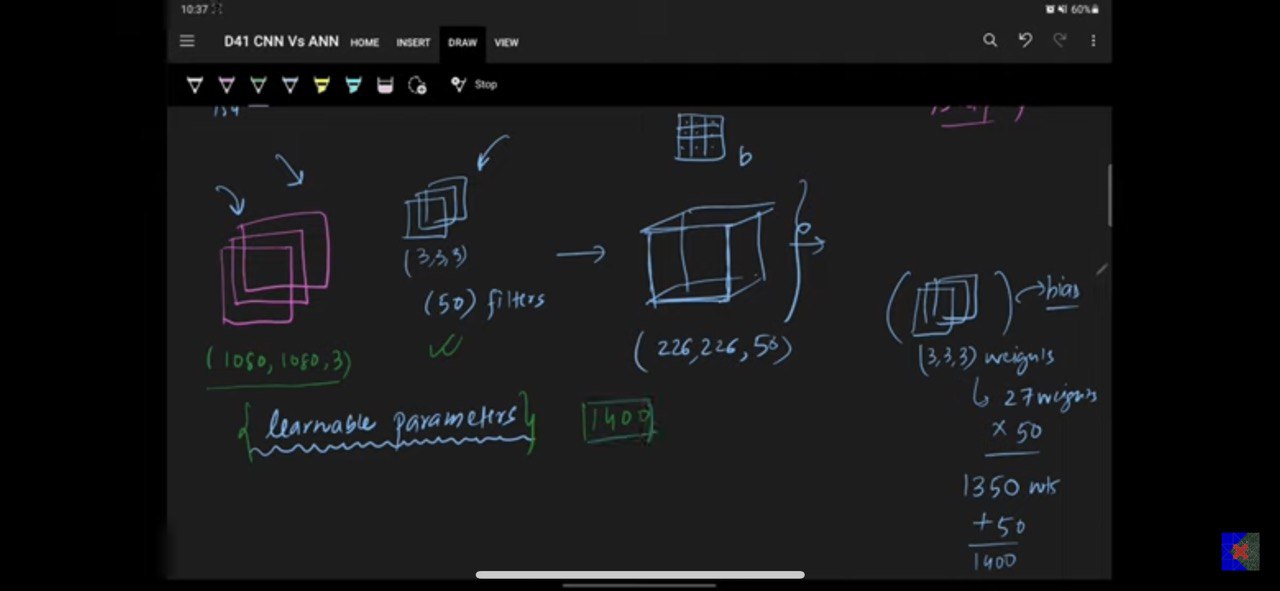 10:37 60%
D41 CNN Vs ANN HOME INSERT DRAW VIEW
Stop
b
(3,3,3)
(50) filters
(1080, 1080, 3)
(226,226,50)
bias
(3,3,3) weights
27 weights
× 50
1350 wts
+50
1400
{learnable parameters} 1400